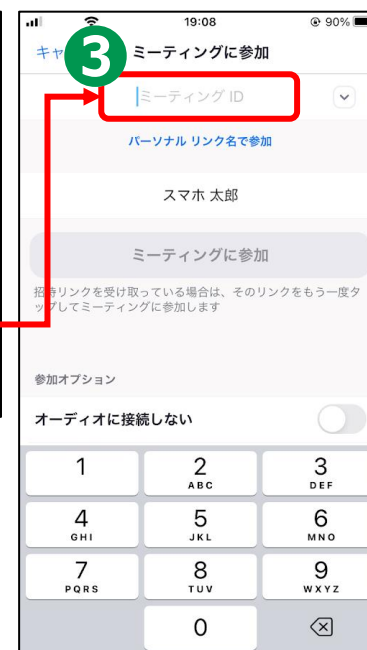 19:08
90%
キャ
3
ミーティングに参加
ミーティング ID
パーソナル リンク名で参加
スマホ 太郎
ミーティングに参加
招待リンクを受け取っている場合は、そのリンクをもう一度タ
ップしてミーティングに参加します
参加オプション
オーディオに接続しない
1
2
ABC
3
DEF
4
GHI
5
JKL
6
MNO
7
PQRS
8
TUV
9
WXYZ
0